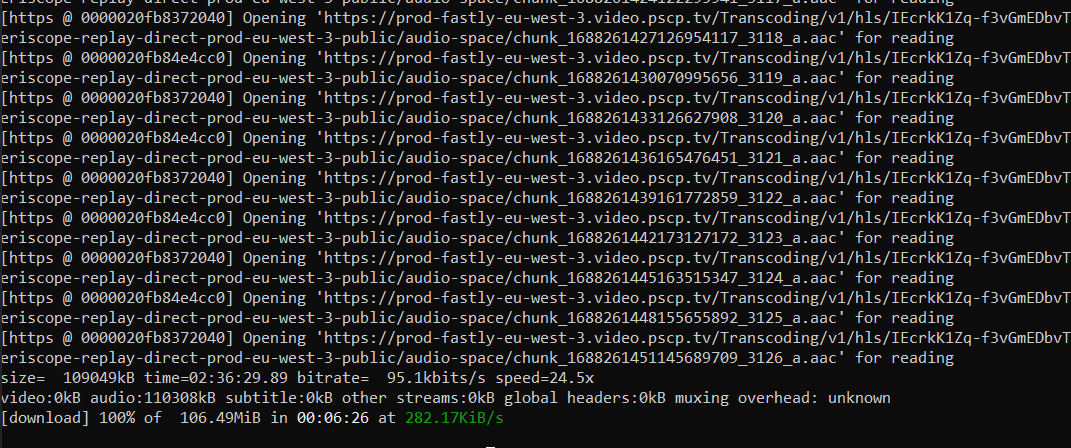 [https @ 0000020fb8372040] Opening 'https://prod-fastly-eu-west-3.video.pscp.tv/Transcoding/v1/hls/IEcrkK1Zq-f3vGmEDbvT
eriscope-replay-direct-prod-eu-west-3-public/audio-space/chunk_1688261427126954117_3118_a.aac' for reading
[https @ 0000020fb84e4cc0] Opening 'https://prod-fastly-eu-west-3.video.pscp.tv/Transcoding/v1/hls/IEcrkK1Zq-f3vGmEDbvT
eriscope-replay-direct-prod-eu-west-3-public/audio-space/chunk_1688261430070995656_3119_a.aac' for reading
[https @ 0000020fb8372040] Opening 'https://prod-fastly-eu-west-3.video.pscp.tv/Transcoding/v1/hls/IEcrkK1Zq-f3vGmEDbvT
eriscope-replay-direct-prod-eu-west-3-public/audio-space/chunk_1688261433126627908_3120_a.aac' for reading
[https @ 0000020fb84e4cc0] Opening 'https://prod-fastly-eu-west-3.video.pscp.tv/Transcoding/v1/hls/IEcrkK1Zq-f3vGmEDbvT
eriscope-replay-direct-prod-eu-west-3-public/audio-space/chunk_1688261436165476451_3121_a.aac' for reading
[https @ 0000020fb8372040] Opening 'https://prod-fastly-eu-west-3.video.pscp.tv/Transcoding/v1/hls/IEcrkK1Zq-f3vGmEDbvT
eriscope-replay-direct-prod-eu-west-3-public/audio-space/chunk_1688261439161772859_3122_a.aac' for reading
[https @ 0000020fb84e4cc0] Opening 'https://prod-fastly-eu-west-3.video.pscp.tv/Transcoding/v1/hls/IEcrkK1Zq-f3vGmEDbvT
eriscope-replay-direct-prod-eu-west-3-public/audio-space/chunk_1688261442173127172_3123_a.aac' for reading
[https @ 0000020fb8372040] Opening 'https://prod-fastly-eu-west-3.video.pscp.tv/Transcoding/v1/hls/IEcrkK1Zq-f3vGmEDbvT
eriscope-replay-direct-prod-eu-west-3-public/audio-space/chunk_1688261445163515347_3124_a.aac' for reading
[https @ 0000020fb84e4cc0] Opening 'https://prod-fastly-eu-west-3.video.pscp.tv/Transcoding/v1/hls/IEcrkK1Zq-f3vGmEDbvT
eriscope-replay-direct-prod-eu-west-3-public/audio-space/chunk_1688261448155655892_3125_a.aac' for reading
[https @ 0000020fb8372040] Opening 'https://prod-fastly-eu-west-3.video.pscp.tv/Transcoding/v1/hls/IEcrkK1Zq-f3vGmEDbvT
eriscope-replay-direct-prod-eu-west-3-public/audio-space/chunk_1688261451145689709_3126_a.aac' for reading
size=  109049kB time=02:36:29.89 bitrate=  95.1kbits/s speed=24.5x
video:0kB audio:110308kB subtitle:0kB other streams:0kB global headers:0kB muxing overhead: unknown
[download] 100% of  106.49MiB in 00:06:26 at 282.17KiB/s